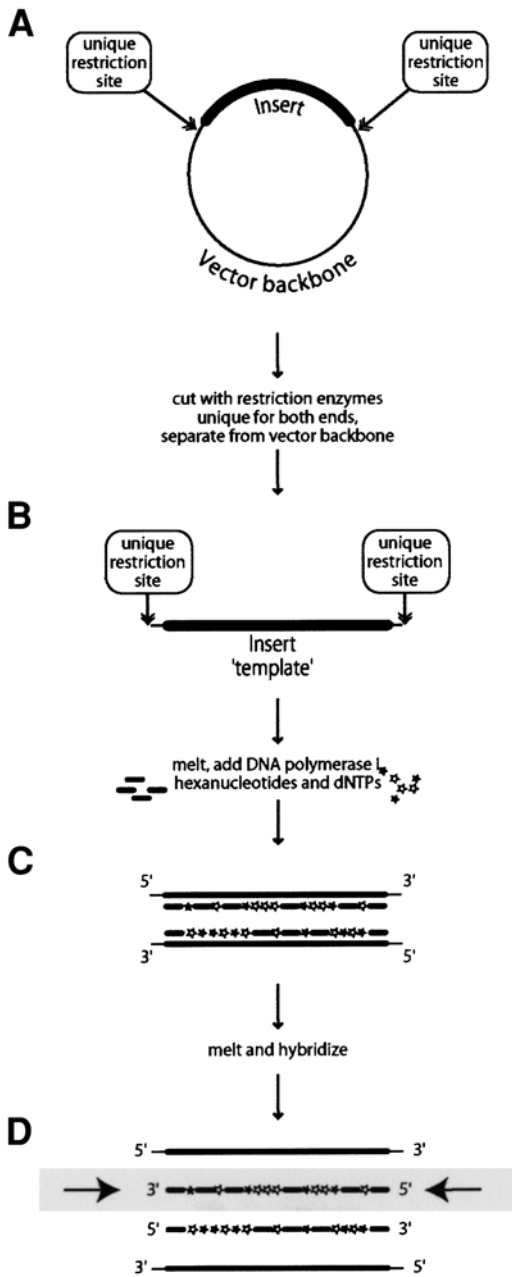 A
unique
restriction
site
unique
restriction
site
Insert
Vector backbone
cut with restriction enzymes
unique for both ends,
separate from vector backbone
B
unique
restriction
site
unique
restriction
site
Insert
'template'
melt, add DNA polymerase I,
hexanucleotides and dNTPs
C
5' 3'
3' 5'
melt and hybridize
D
5' 3'
3' 5'
5' 3'
3' 5'